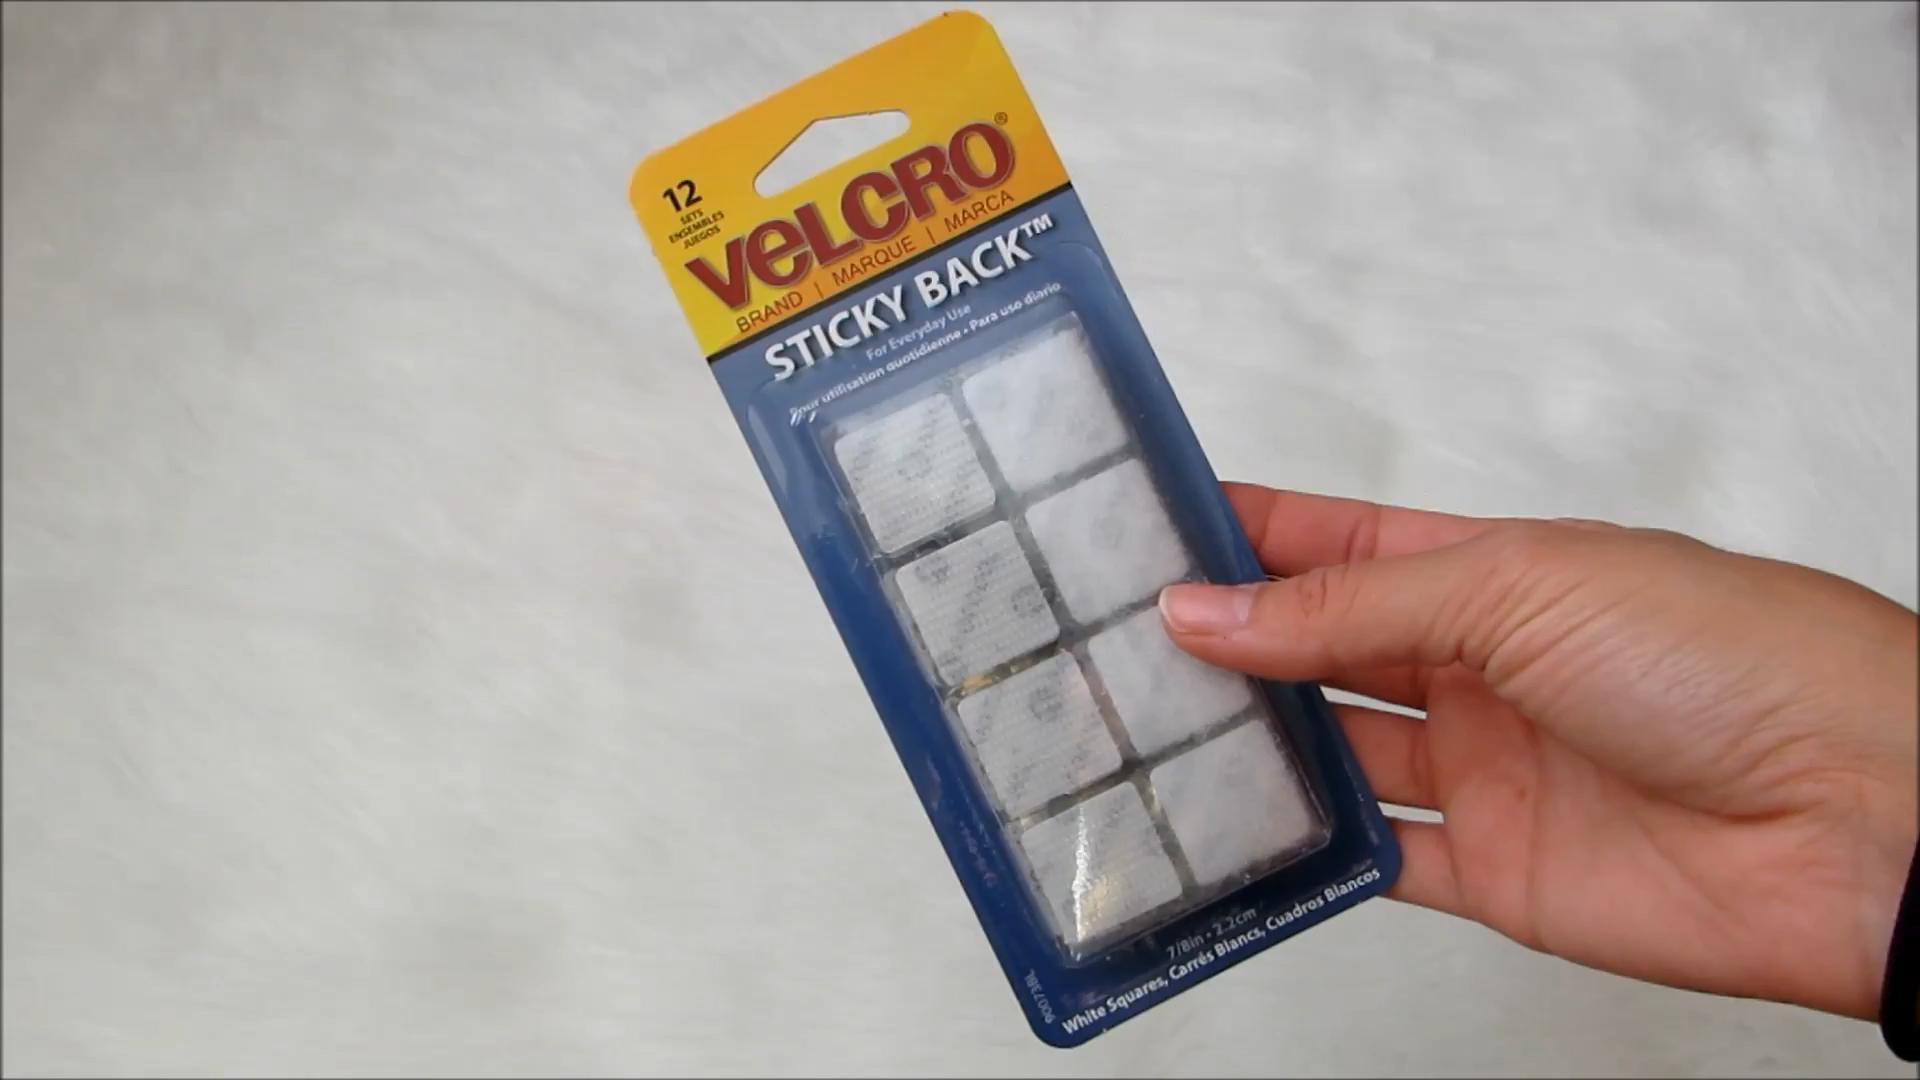 12
SETS
ENSEMBLES
JUEGOS
VELCRO®
BRAND | MARQUE | MARCA
STICKY BACK™
For Everyday Use
Pour utilisation quotidienne • Para uso diario
7/8in • 2.2cm
White Squares, Carrés Blancs, Cuadros Blancos
90073BL